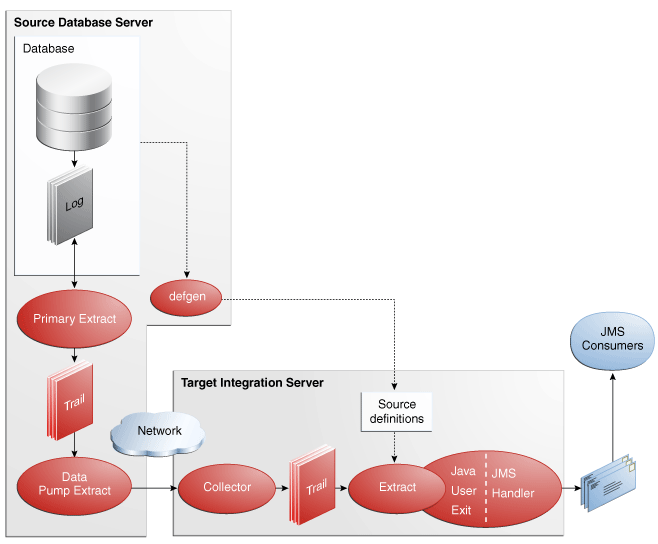 Source Database Server
Database
Log
Primary Extract
defgen
Trail
Data
Pump Extract
Network
Target Integration Server
Source
definitions
Collector
Trail
Extract
Java
User
Exit
JMS
Handler
JMS
Consumers